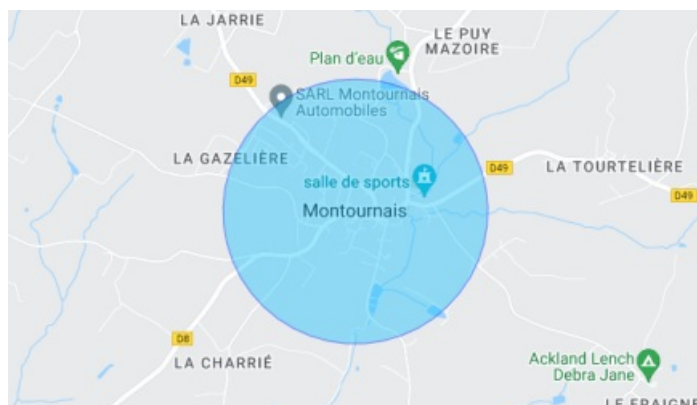 LA JARRIE
LE PUY
MAZOIRE
Plan d'eau
D49
SARL Montournais
Automobiles
LA GAZELIÈRE
salle de sports
D49
LA TOURTELIÈRE
D49
Montournais
D8
LA CHARRIÉ
Ackland Lench
Debra Jane